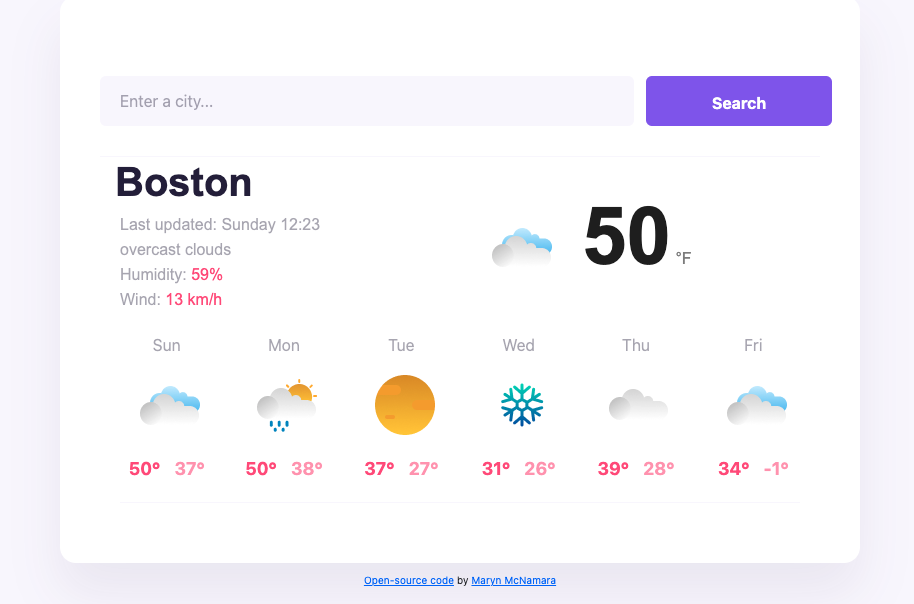 Enter a city...
Search
Boston
Last updated: Sunday 12:23
overcast clouds
Humidity: 59%
Wind: 13 km/h
50 °F
Sun Mon Tue Wed Thu Fri
50° 37° 50° 38° 37° 27° 31° 26° 39° 28° 34° -1°
Open-source code by Maryn McNamara